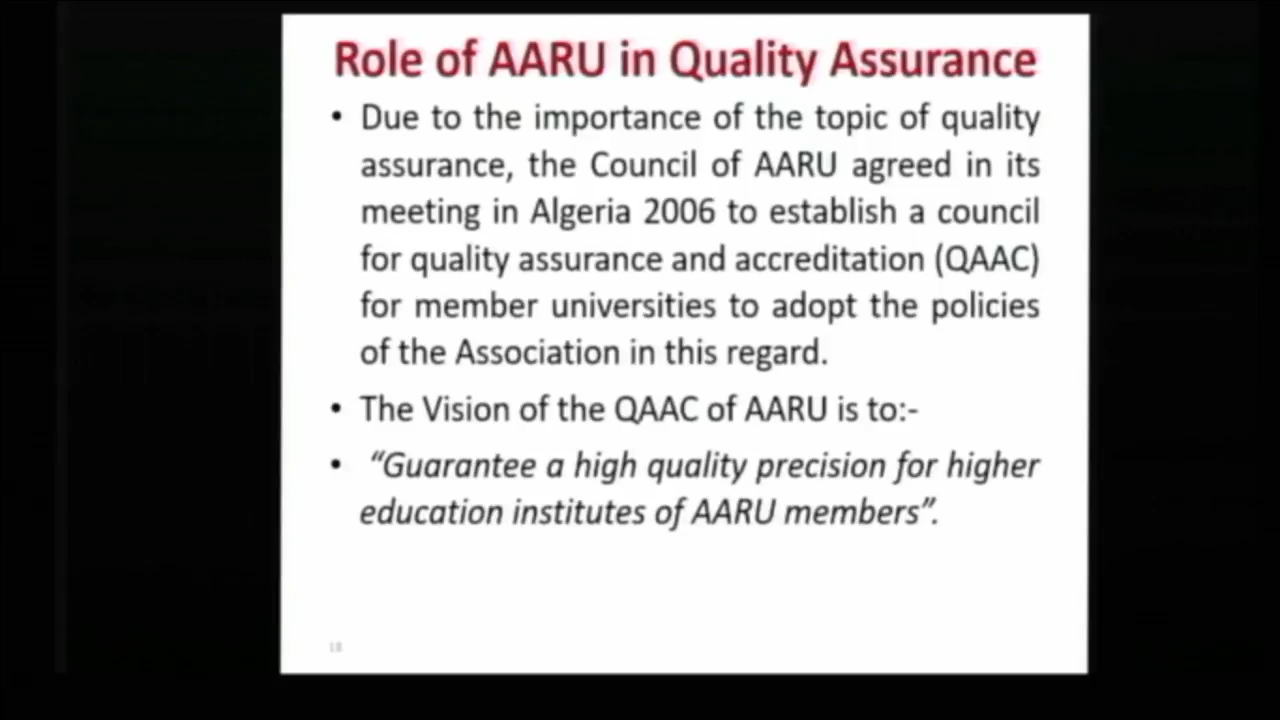 Role of AARU in Quality Assurance
• Due to the importance of the topic of quality
assurance, the Council of AARU agreed in its
meeting in Algeria 2006 to establish a council
for quality assurance and accreditation (QAAC)
for member universities to adopt the policies
of the Association in this regard.
• The Vision of the QAAC of AARU is to:-
• “Guarantee a high quality precision for higher
education institutes of AARU members”.
18